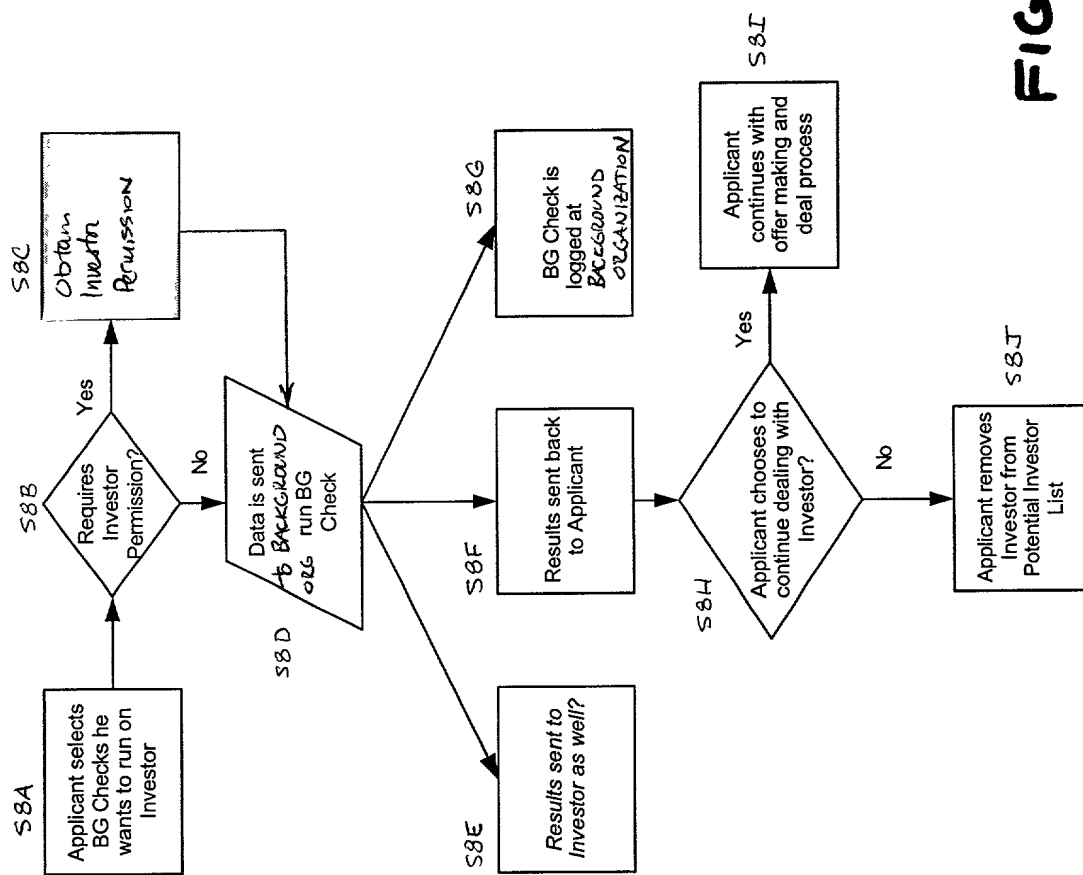 S8A
Applicant selects
BG Checks he
wants to run on
Investor
S8B
Requires
Investor
Permission?
Yes
No
S8C
Obtain
Investor
Permission
S8D
Data is sent
to BACKGROUND
ORG run BG
Check
S8E
Results sent to
Investor as well?
S8F
Results sent back
to Applicant
S8G
BG Check is
logged at
BACKGROUND
ORGANIZATION
S8H
Applicant chooses to
continue dealing with
Investor?
Yes
No
S8I
Applicant
continues with
offer making and
deal process
S8J
Applicant removes
Investor from
Potential Investor
List
FIG